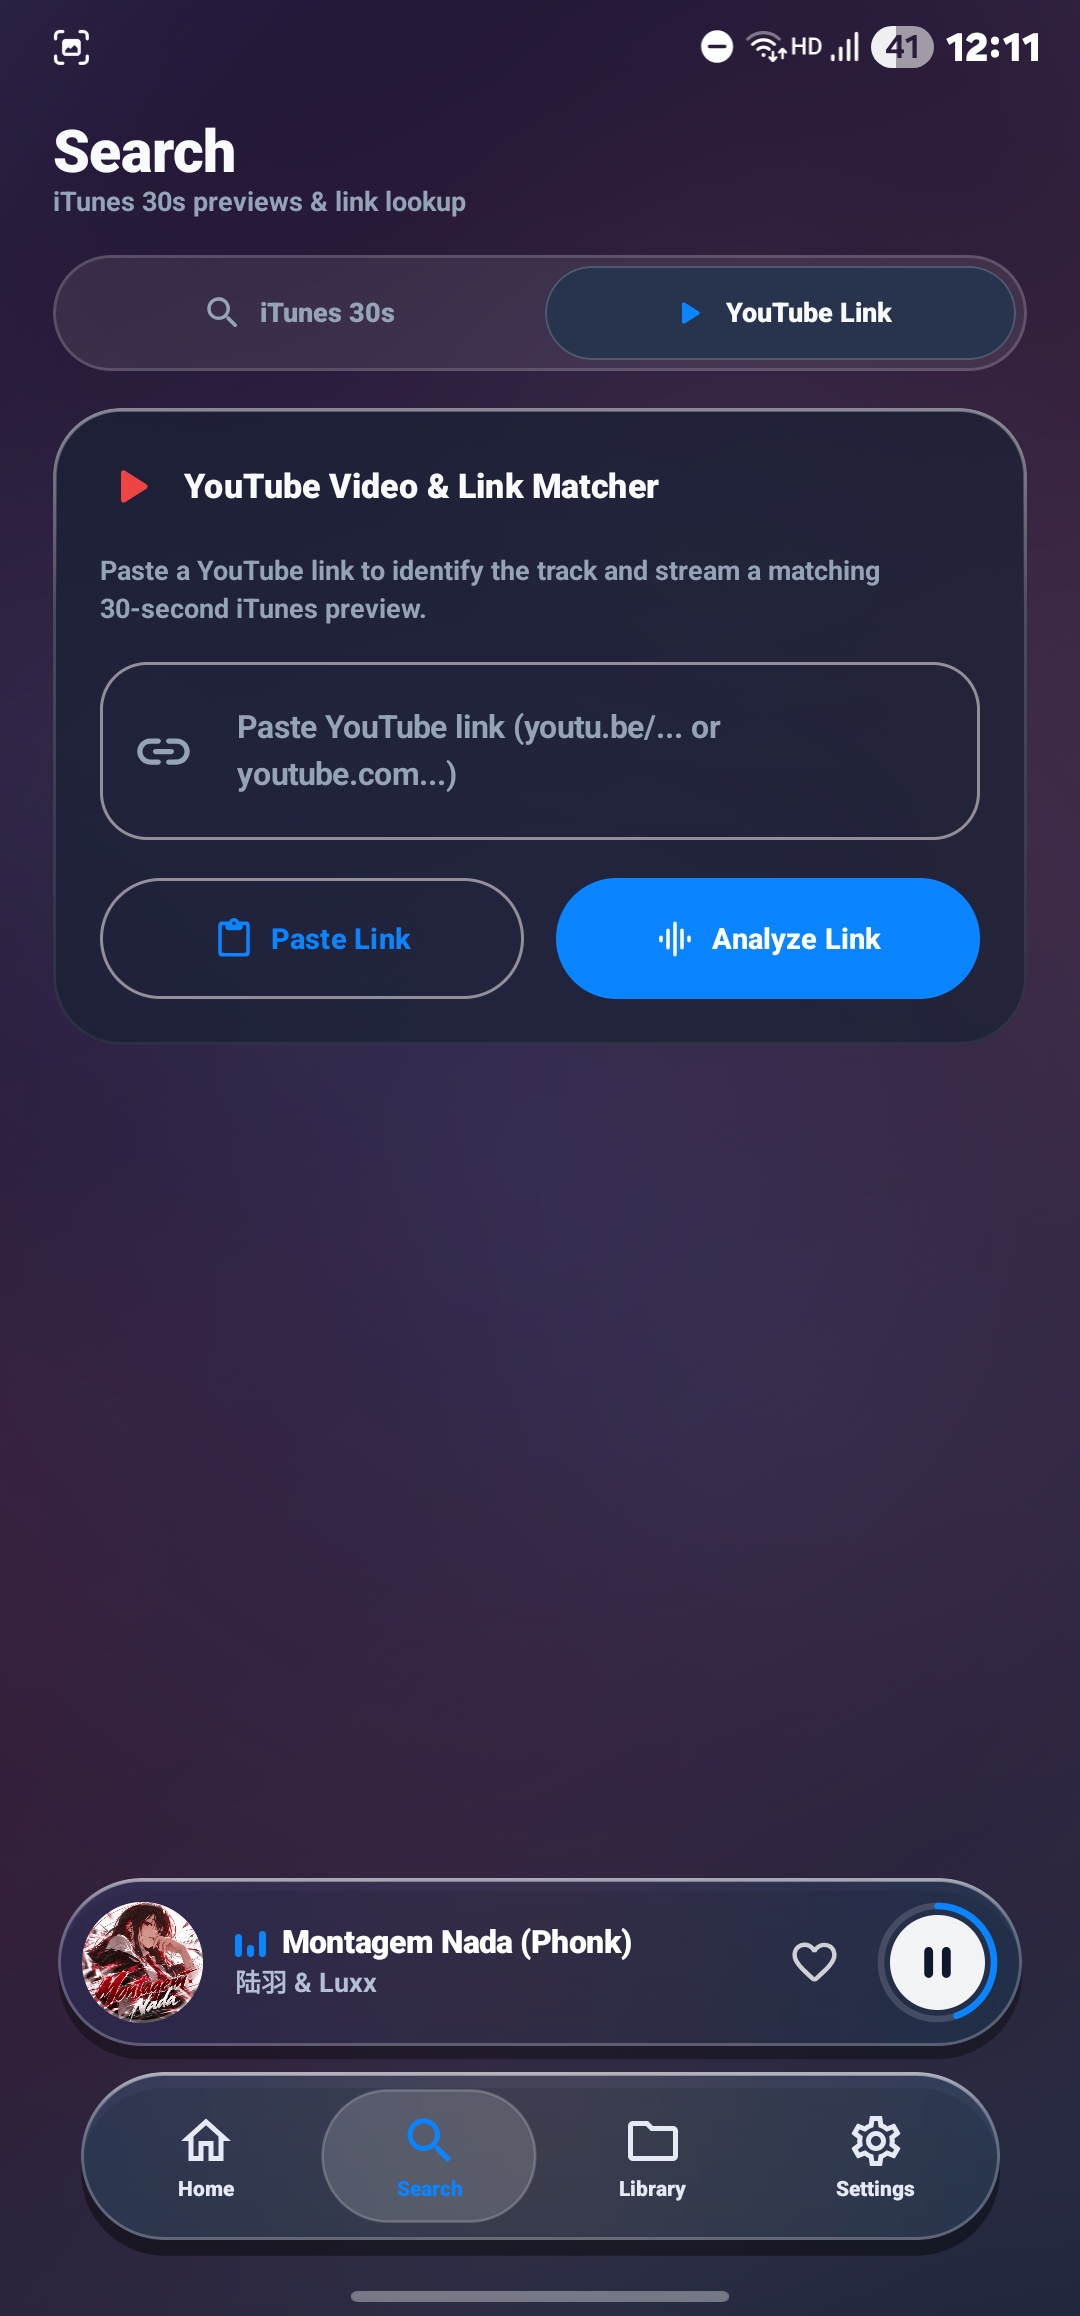 HD 41 12:11
Search
iTunes 30s previews & link lookup
iTunes 30s
YouTube Link
YouTube Video & Link Matcher
Paste a YouTube link to identify the track and stream a matching
30-second iTunes preview.
Paste YouTube link (youtu.be/... or
youtube.com...)
Paste Link
Analyze Link
Montagem
Nada
Montagem Nada (Phonk)
陆羽 & Luxx
Home
Search
Library
Settings